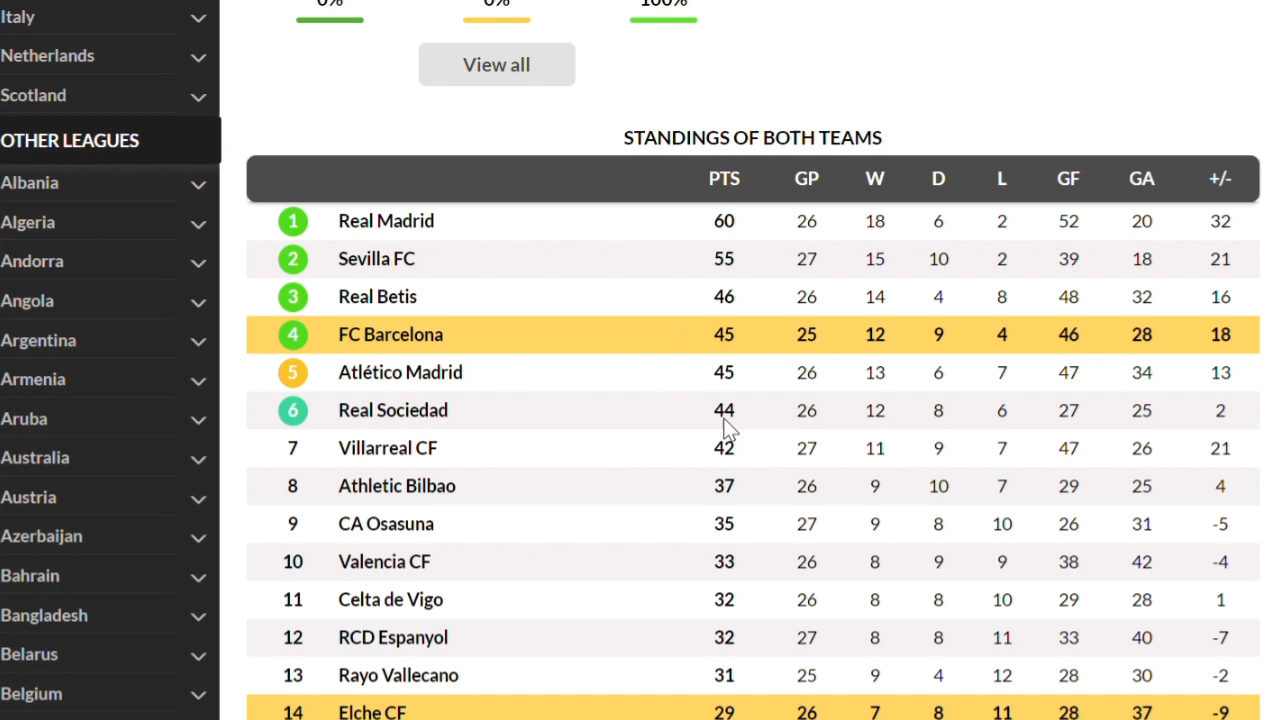 Italy
Netherlands
Scotland
OTHER LEAGUES
Albania
Algeria
Andorra
Angola
Argentina
Armenia
Aruba
Australia
Austria
Azerbaijan
Bahrain
Bangladesh
Belarus
Belgium
0% 0% 100%
View all
STANDINGS OF BOTH TEAMS
PTS GP W D L GF GA +/-
1 Real Madrid 60 26 18 6 2 52 20 32
2 Sevilla FC 55 27 15 10 2 39 18 21
3 Real Betis 46 26 14 4 8 48 32 16
4 FC Barcelona 45 25 12 9 4 46 28 18
5 Atlético Madrid 45 26 13 6 7 47 34 13
6 Real Sociedad 44 26 12 8 6 27 25 2
7 Villarreal CF 42 27 11 9 7 47 26 21
8 Athletic Bilbao 37 26 9 10 7 29 25 4
9 CA Osasuna 35 27 9 8 10 26 31 -5
10 Valencia CF 33 26 8 9 9 38 42 -4
11 Celta de Vigo 32 26 8 8 10 29 28 1
12 RCD Espanyol 32 27 8 8 11 33 40 -7
13 Rayo Vallecano 31 25 9 4 12 28 30 -2
14 Elche CF 29 26 7 8 11 28 37 -9